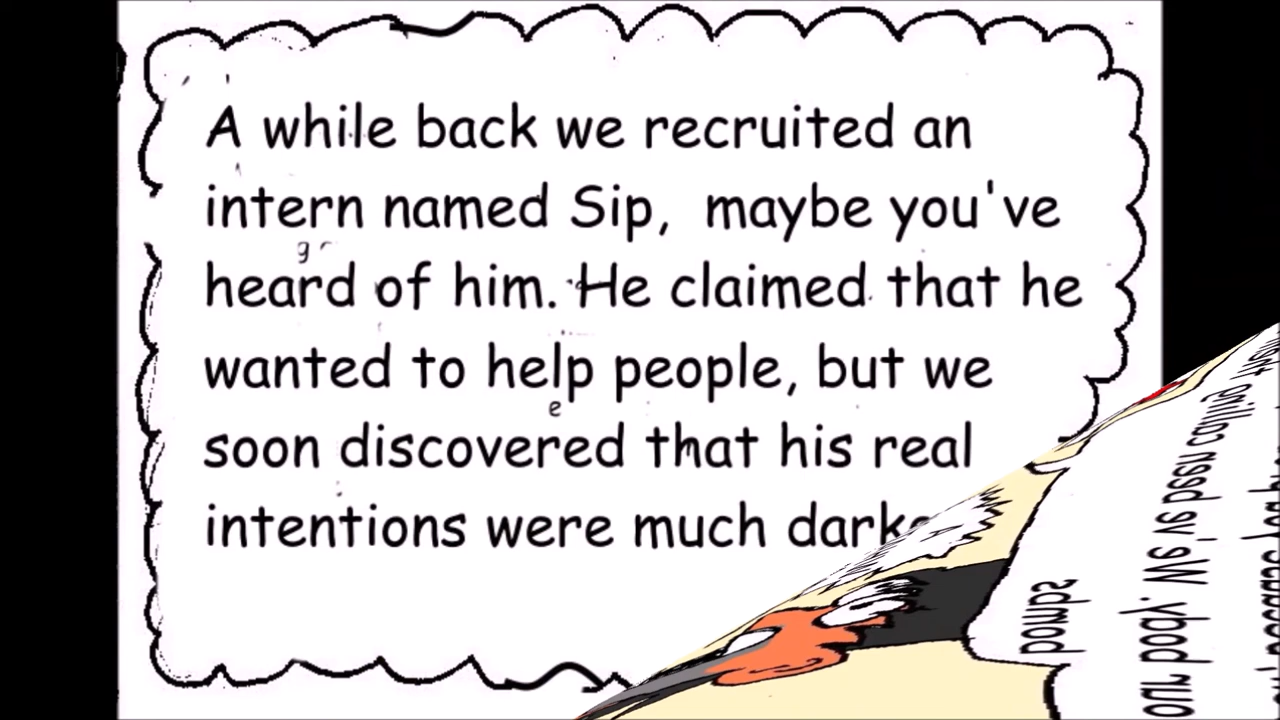 A while back we recruited an
intern named Sip, maybe you've
heard of him. He claimed that he
wanted to help people, but we
soon discovered that his real
intentions were much dark